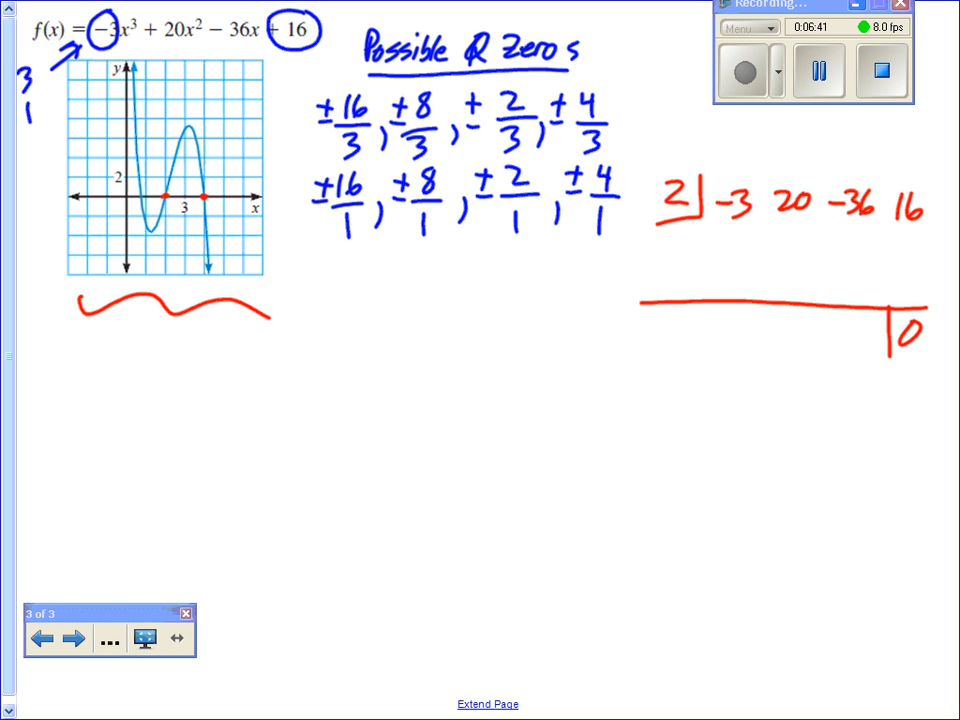 Recording...
Menu
0:06:41
8.0 fps
f(x) = −3x³ + 20x² − 36x + 16
Possible Q Zeros
3
1
y
2
3
x
±16/3, ±8/3, ±2/3, ±4/3
±16/1, ±8/1, ±2/1, ±4/1
2 -3 20 -36 16
0
3 of 3
...
Extend Page